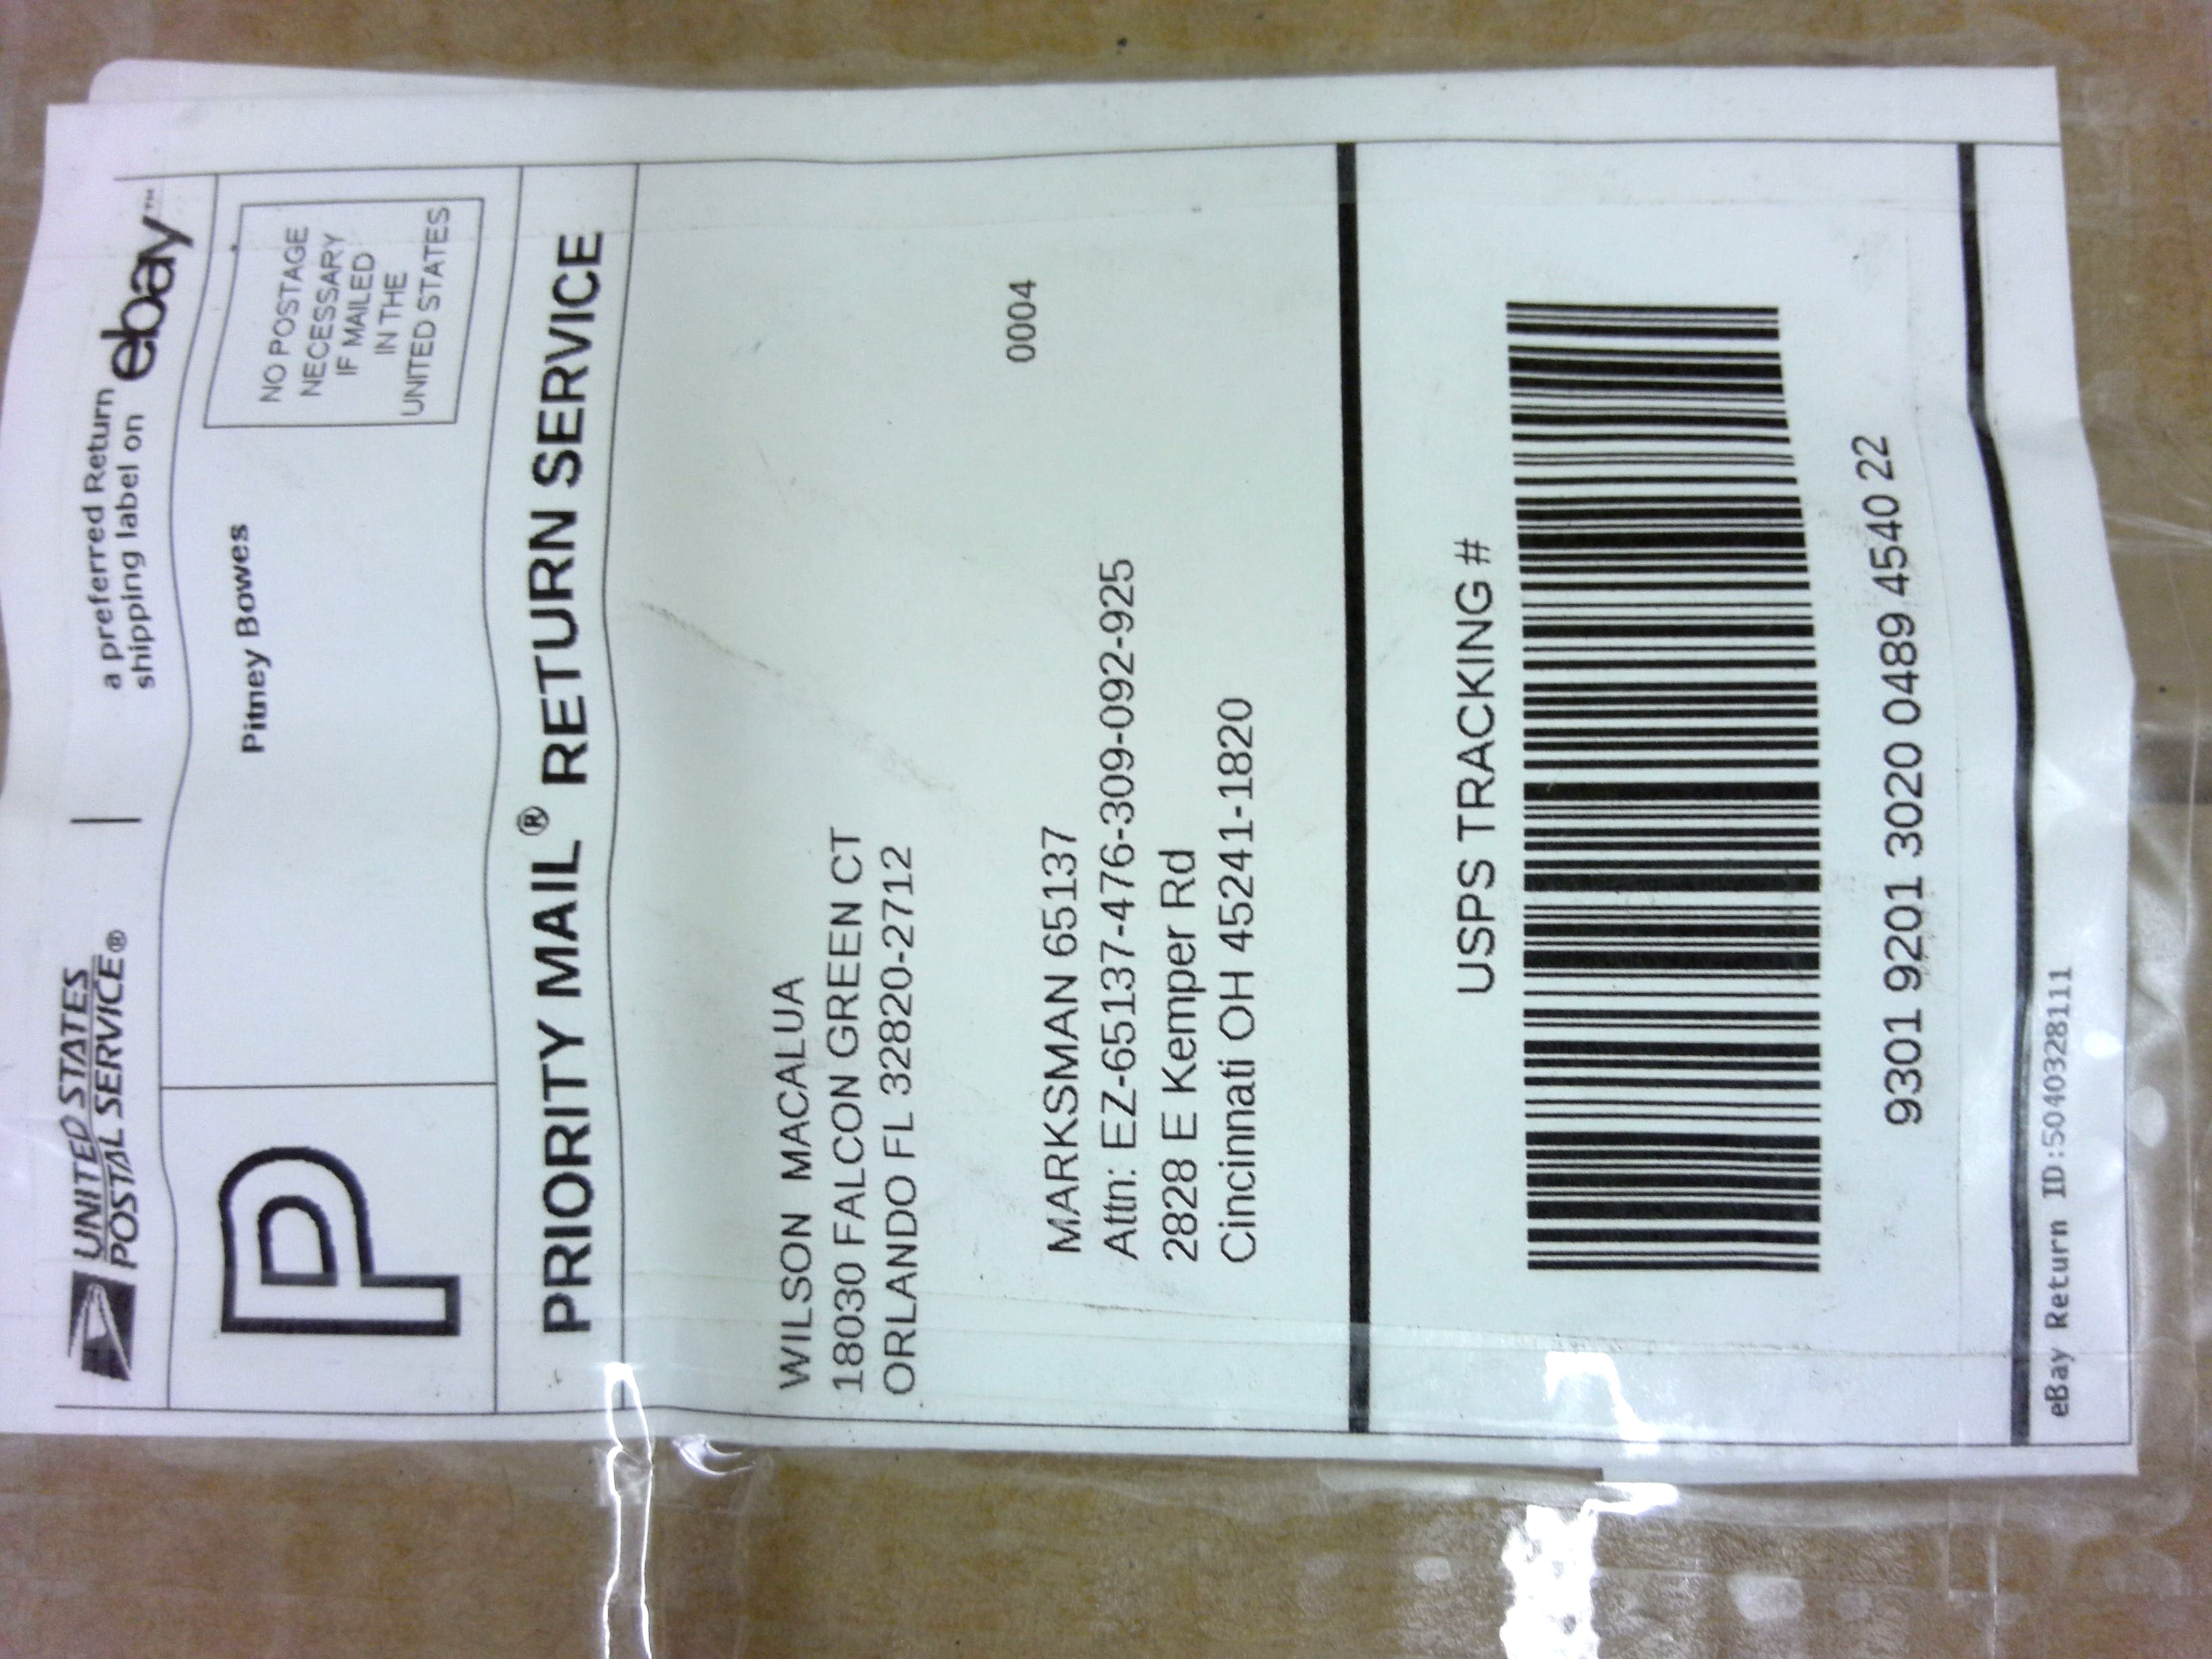 UNITED STATES
POSTAL SERVICE®
a preferred Return
shipping label on
ebay™
P
Pitney Bowes
NO POSTAGE
NECESSARY
IF MAILED
IN THE
UNITED STATES
PRIORITY MAIL® RETURN SERVICE
WILSON MACALUA
18030 FALCON GREEN CT
ORLANDO FL 32820-2712
0004
MARKSMAN 65137
Attn: EZ-65137-476-309-092-925
2828 E Kemper Rd
Cincinnati OH 45241-1820
USPS TRACKING #
9301 9201 3020 0489 4540 22
eBay Return ID:5040328111